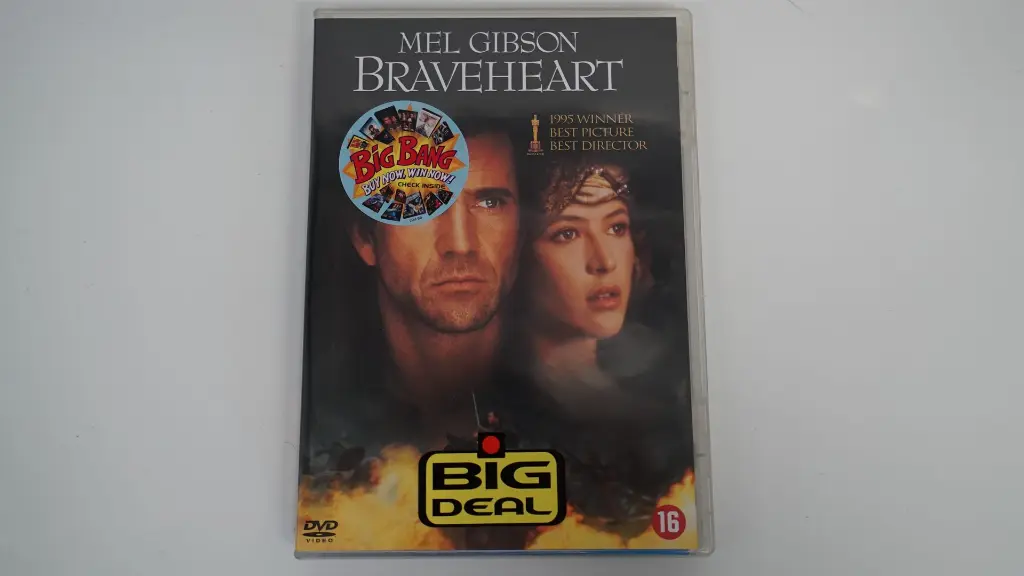 MEL GIBSON
BRAVEHEART
1995 WINNER
BEST PICTURE
BEST DIRECTOR
BIG BANG
BUY NOW, WIN NOW!
CHECK INSIDE
BIG
DEAL
DVD
VIDEO
16